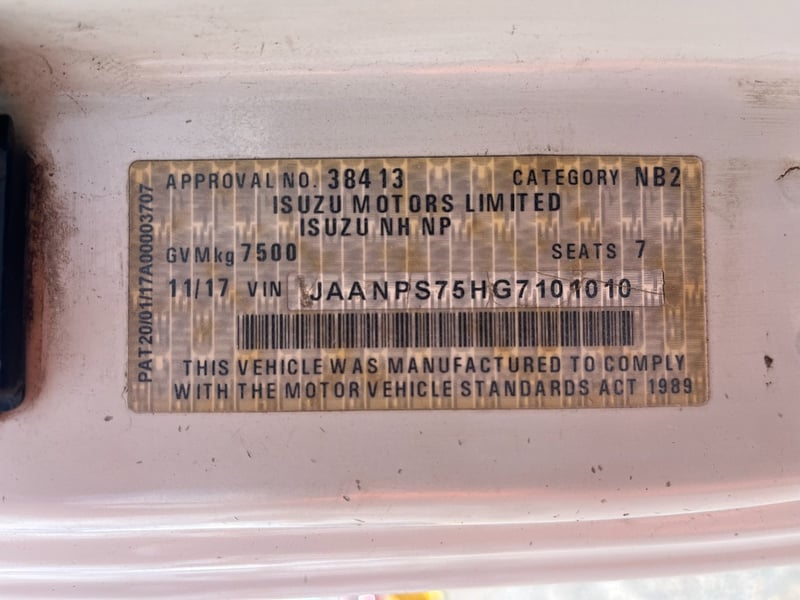 APPROVAL NO. 38413 CATEGORY NB2
ISUZU MOTORS LIMITED
ISUZU NH NP
GVMkg 7500 SEATS 7
11/17 VIN JAANPS75HG7101010
THIS VEHICLE WAS MANUFACTURED TO COMPLY
WITH THE MOTOR VEHICLE STANDARDS ACT 1989
PAT20/01/17A00003707